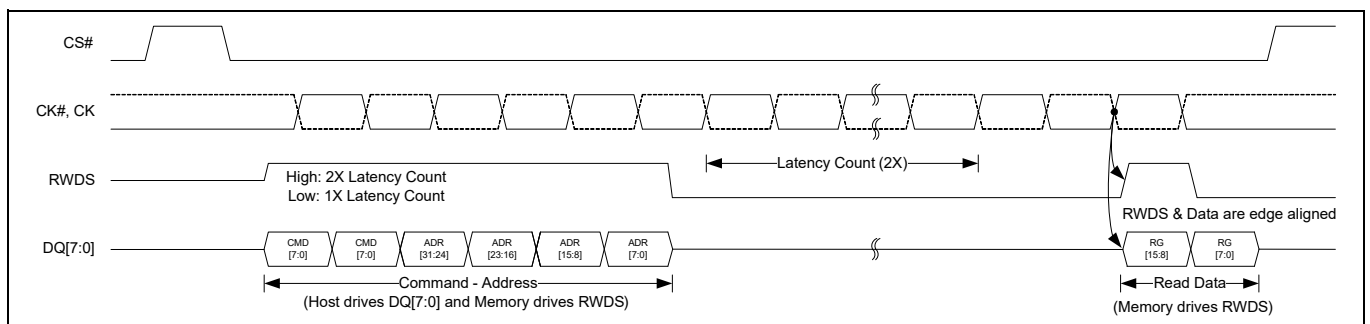 CS#
CK#, CK
Latency Count (2X)
RWDS
High: 2X Latency Count
Low: 1X Latency Count
RWDS & Data are edge aligned
DQ[7:0]
CMD
[7:0]
CMD
[7:0]
ADR
[31:24]
ADR
[23:16]
ADR
[15:8]
ADR
[7:0]
RG
[15:8]
RG
[7:0]
Command - Address
(Host drives DQ[7:0] and Memory drives RWDS)
Read Data
(Memory drives RWDS)